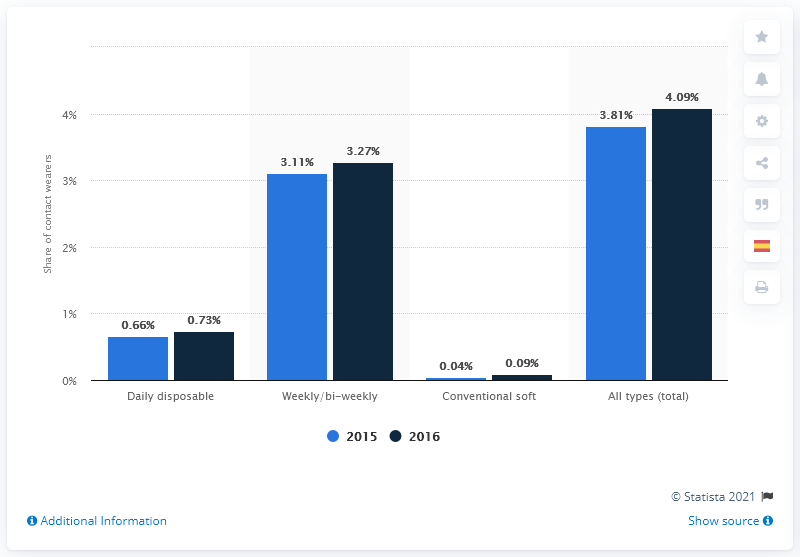 4.09%
3.81%
4%
3.27%
3.11%
3%
Share of contact wearers
2%
1%
0.66%
0.73%
0.04%
0.09%
0%
Daily disposable
Weekly/bi-weekly
Conventional soft
All types (total)
2015
2016
© Statista 2021
Additional Information
Show source